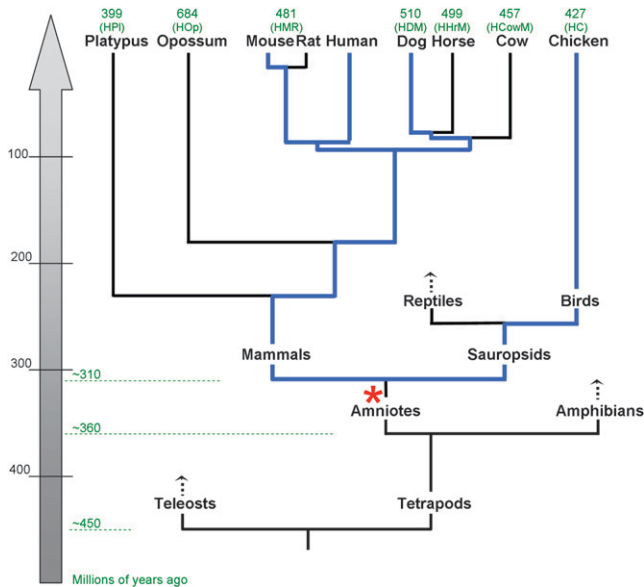 399 684 481 510 499 457 427
(HPl) (HOp) (HMR) (HDM) (HHrM) (HCowM) (HC)
Platypus Opossum Mouse Rat Human Dog Horse Cow Chicken
100
200
Reptiles Birds
Mammals Sauropsids
300
~310
*
Amniotes Amphibians
~360
400
Teleosts Tetrapods
~450
Millions of years ago